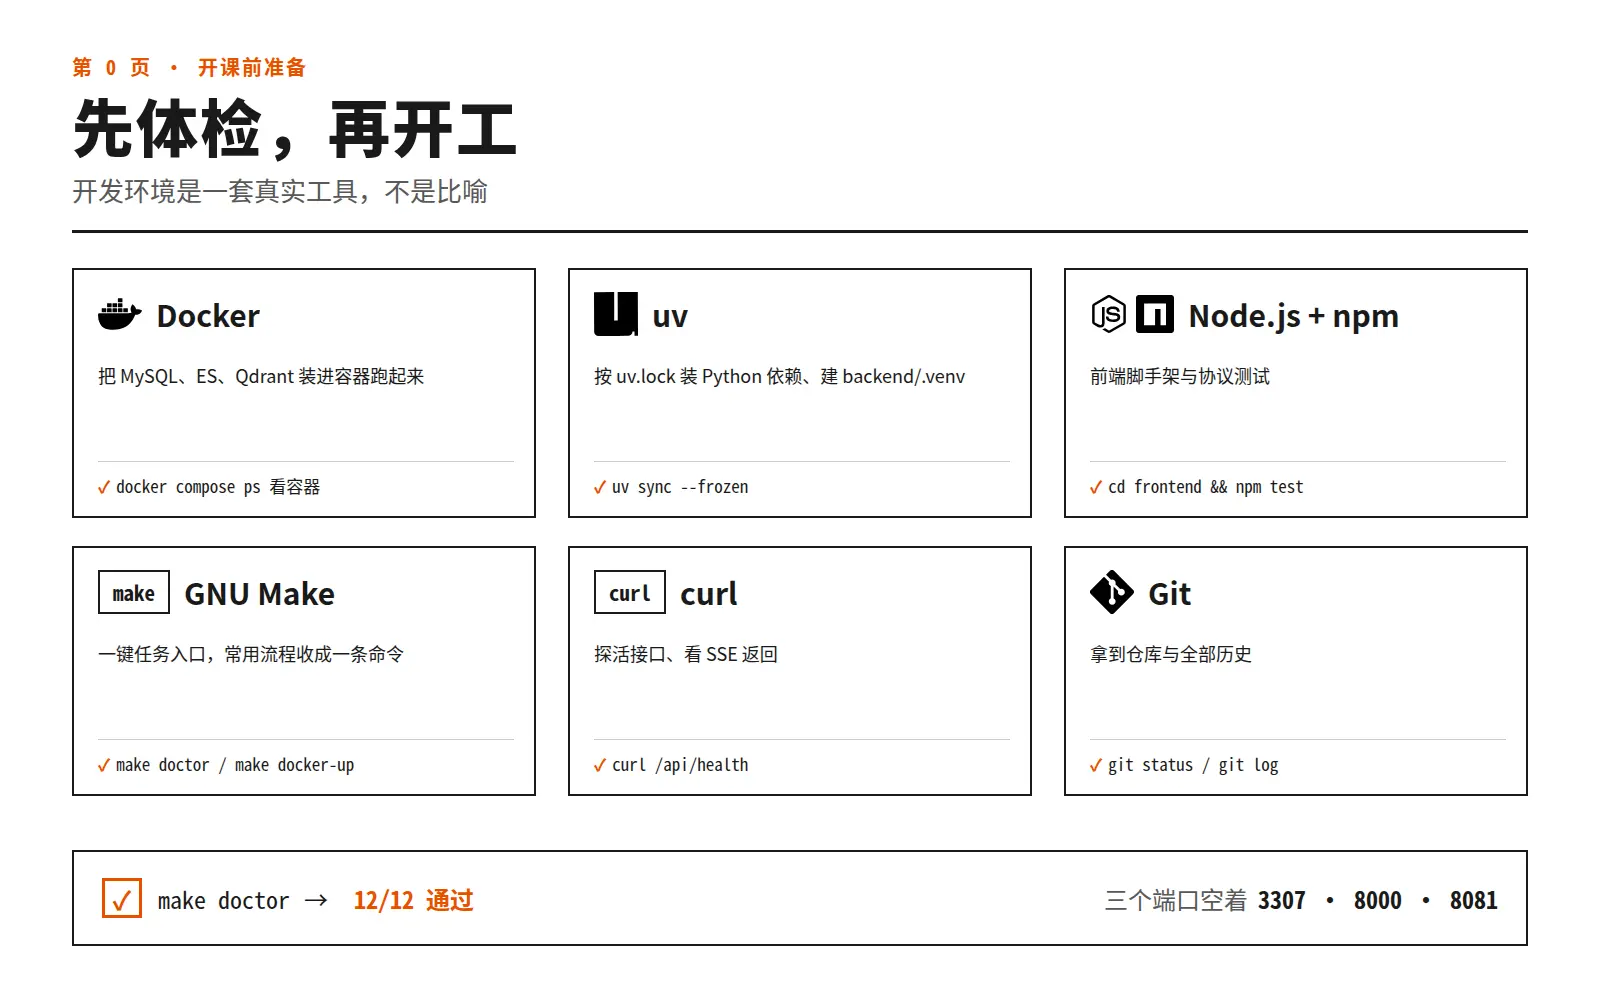 第 0 页 · 开课前准备
先体检，再开工
开发环境是一套真实工具，不是比喻
Docker
把 MySQL、ES、Qdrant 装进容器跑起来
✓ docker compose ps 看容器
uv
按 uv.lock 装 Python 依赖、建 backend/.venv
✓ uv sync --frozen
JS n Node.js + npm
前端脚手架与协议测试
✓ cd frontend && npm test
make GNU Make
一键任务入口，常用流程收成一条命令
✓ make doctor / make docker-up
curl curl
探活接口、看 SSE 返回
✓ curl /api/health
Git
拿到仓库与全部历史
✓ git status / git log
✓ make doctor → 12/12 通过
三个端口空着 3307 · 8000 · 8081